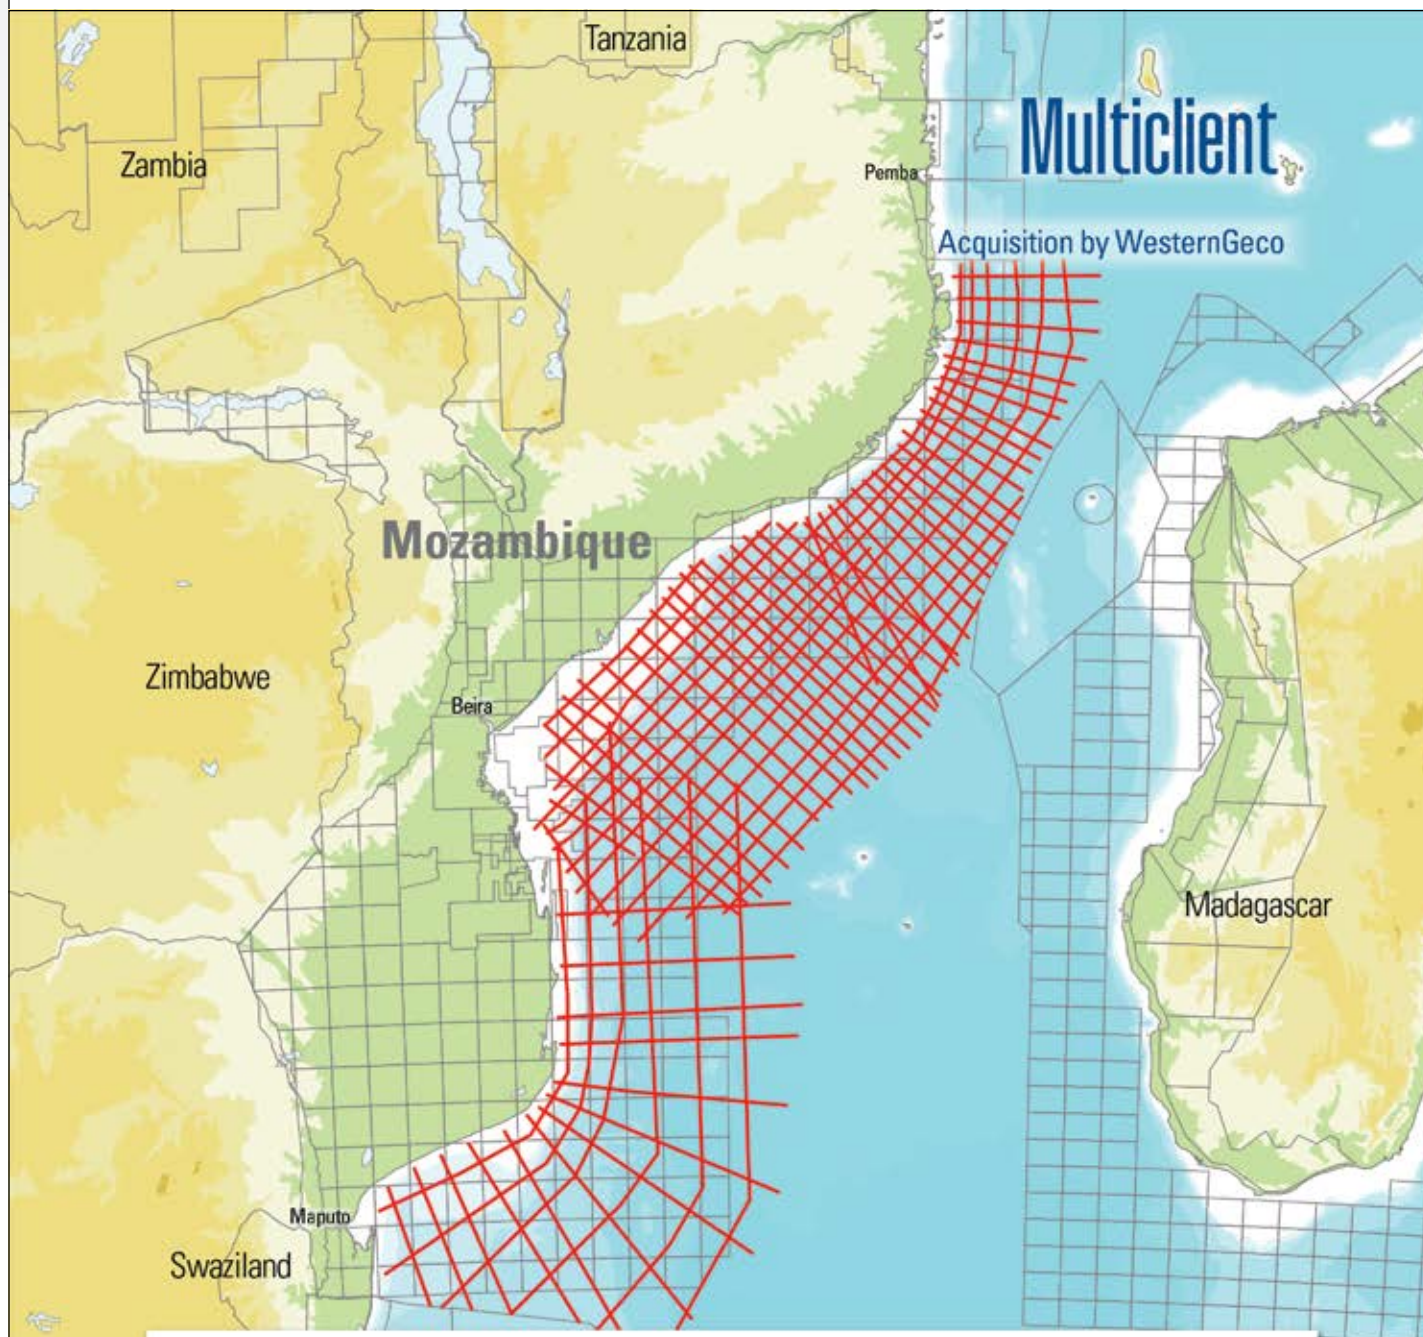 Tanzania
Multiclient
Zambia
Pemba
Acquisition by WesternGeco
Mozambique
Zimbabwe
Beira
Madagascar
Maputo
Swaziland